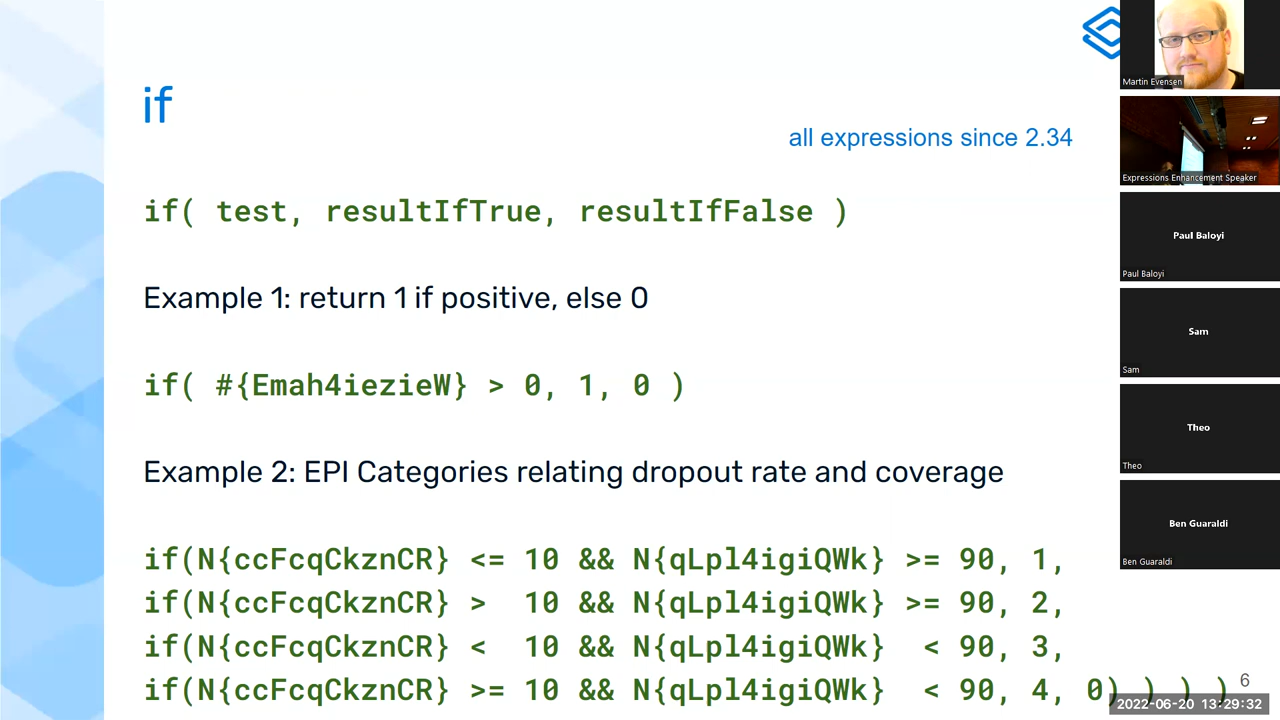 if
all expressions since 2.34
if( test, resultIfTrue, resultIfFalse )
Example 1: return 1 if positive, else 0
if( #{Emah4iezieW} > 0, 1, 0 )
Example 2: EPI Categories relating dropout rate and coverage
if(N{ccFcqCkznCR} <= 10 && N{qLpl4igiQWk} >= 90, 1,
if(N{ccFcqCkznCR} > 10 && N{qLpl4igiQWk} >= 90, 2,
if(N{ccFcqCkznCR} < 10 && N{qLpl4igiQWk} < 90, 3,
if(N{ccFcqCkznCR} >= 10 && N{qLpl4igiQWk} < 90, 4, 0) ) ) )
6
Martin Evensen
Expressions Enhancement Speaker
Paul Baloyi
Paul Baloyi
Sam
Sam
Theo
Theo
Ben Guaraldi
Ben Guaraldi
2022-06-20 13:29:32